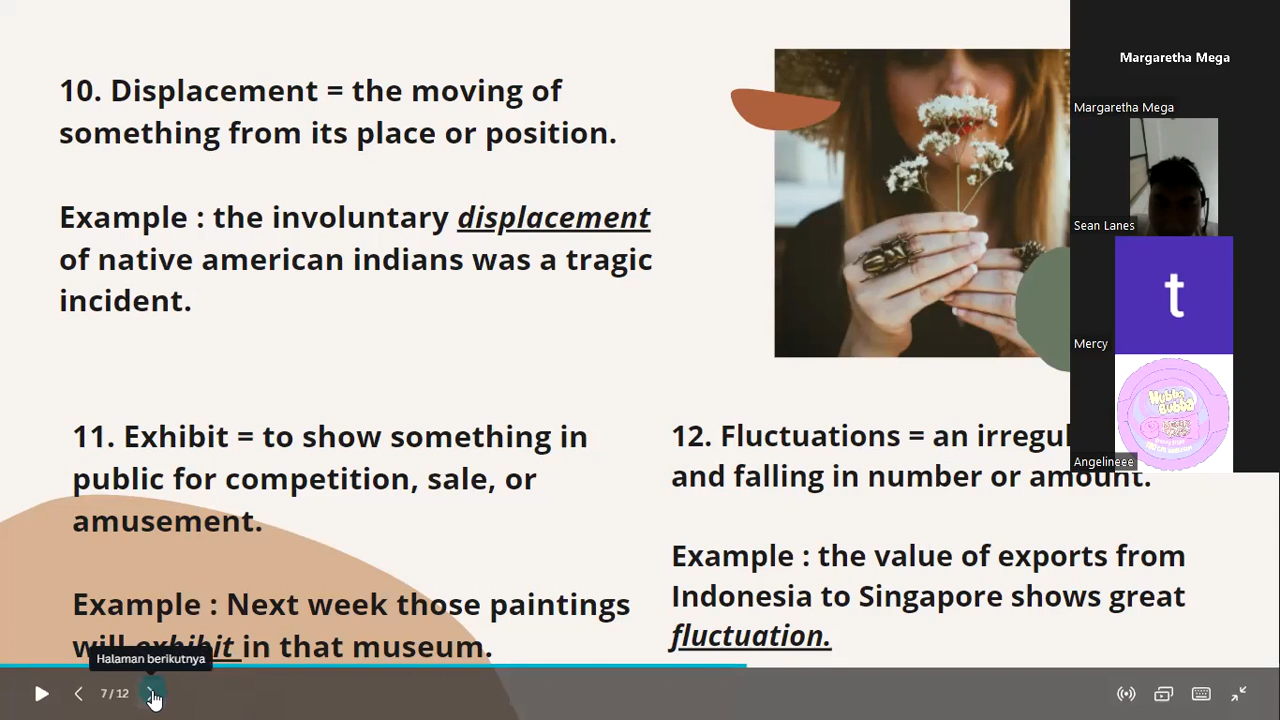 10. Displacement = the moving of
something from its place or position.
Example : the involuntary displacement
of native american indians was a tragic
incident.
11. Exhibit = to show something in
public for competition, sale, or
amusement.
Example : Next week those paintings
will exhibit in that museum.
12. Fluctuations = an
and falling in number or amount.
Example : the value of exports from
Indonesia to Singapore shows great
fluctuation.
Margaretha Mega
Margaretha Mega
Sean Lanes
t
Mercy
Hubba
Bubba
Angelineee
Halaman berikutnya
7 / 12